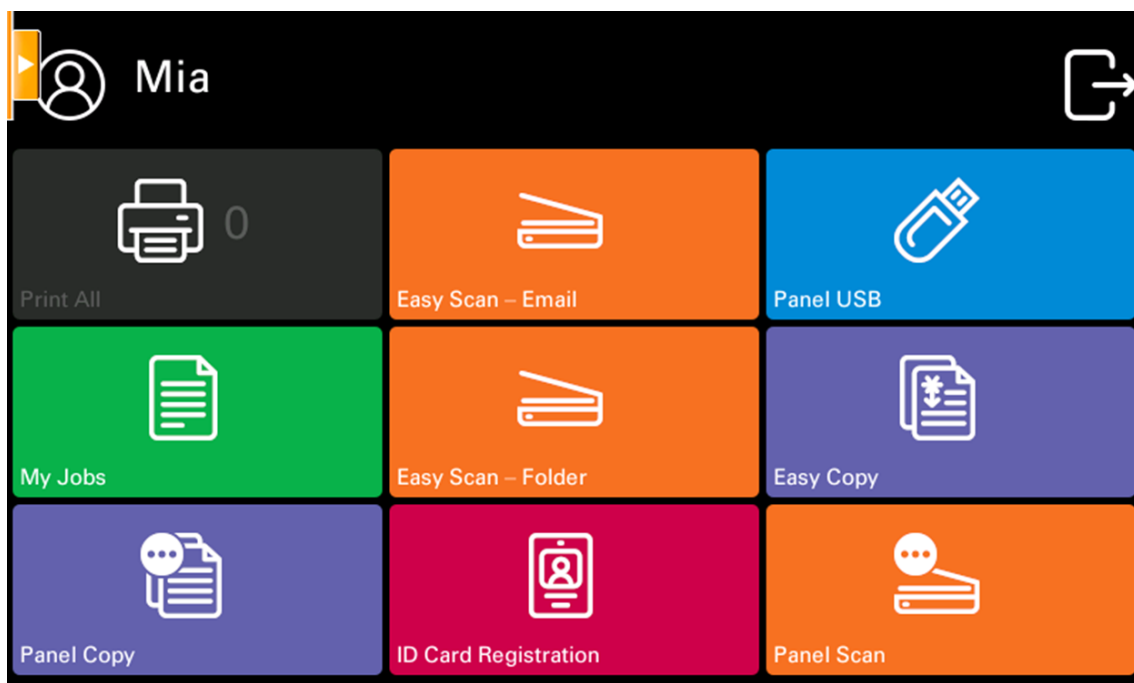 Mia
0
Print All
Easy Scan – Email
Panel USB
My Jobs
Easy Scan – Folder
Easy Copy
Panel Copy
ID Card Registration
Panel Scan